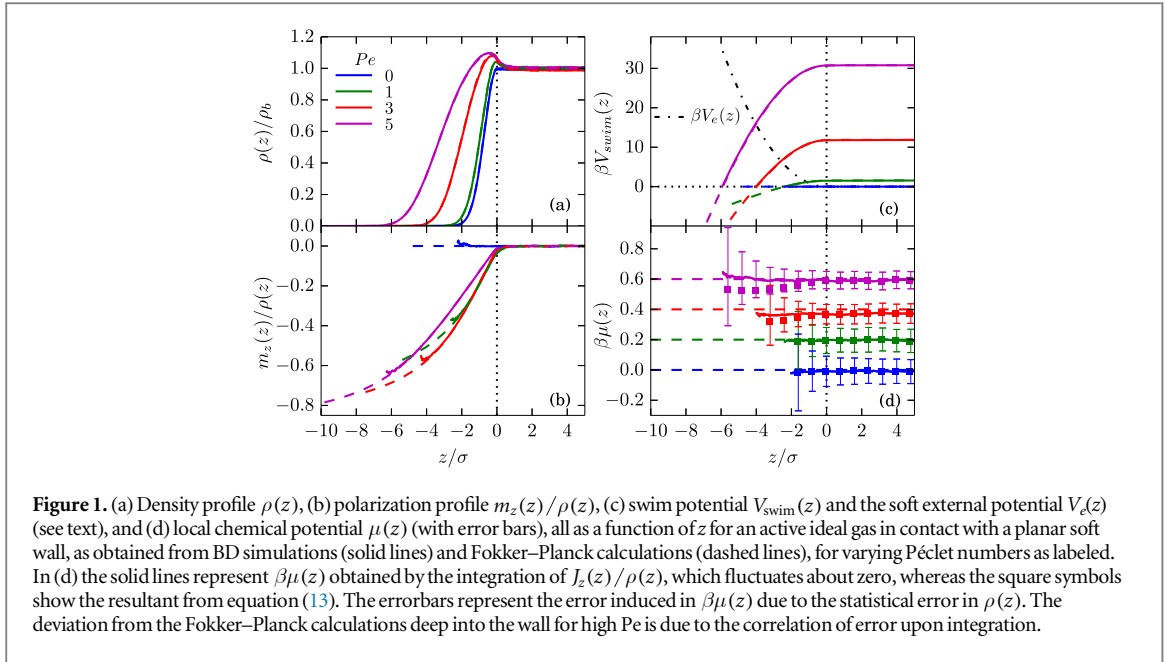 1.2
1.0
0.8
0.6
0.4
0.2
0.0
ρ(z)/ρ_b
Pe
0
1
3
5
(a)
0.0
−0.2
−0.4
−0.6
−0.8
m_z(z)/ρ(z)
(b)
−10 −8 −6 −4 −2 0 2 4
z/σ
30
20
10
0
βV_swim(z)
βV_e(z)
(c)
0.8
0.6
0.4
0.2
0.0
−0.2
βμ(z)
(d)
−10 −8 −6 −4 −2 0 2 4
z/σ
Figure 1. (a) Density profile ρ(z), (b) polarization profile m_z(z)/ρ(z), (c) swim potential V_swim(z) and the soft external potential V_e(z)
(see text), and (d) local chemical potential μ(z) (with error bars), all as a function of z for an active ideal gas in contact with a planar soft
wall, as obtained from BD simulations (solid lines) and Fokker–Planck calculations (dashed lines), for varying Péclet numbers as labeled.
In (d) the solid lines represent βμ(z) obtained by the integration of J_z(z)/ρ(z), which fluctuates about zero, whereas the square symbols
show the resultant from equation (13). The errorbars represent the error induced in βμ(z) due to the statistical error in ρ(z). The
deviation from the Fokker–Planck calculations deep into the wall for high Pe is due to the correlation of error upon integration.